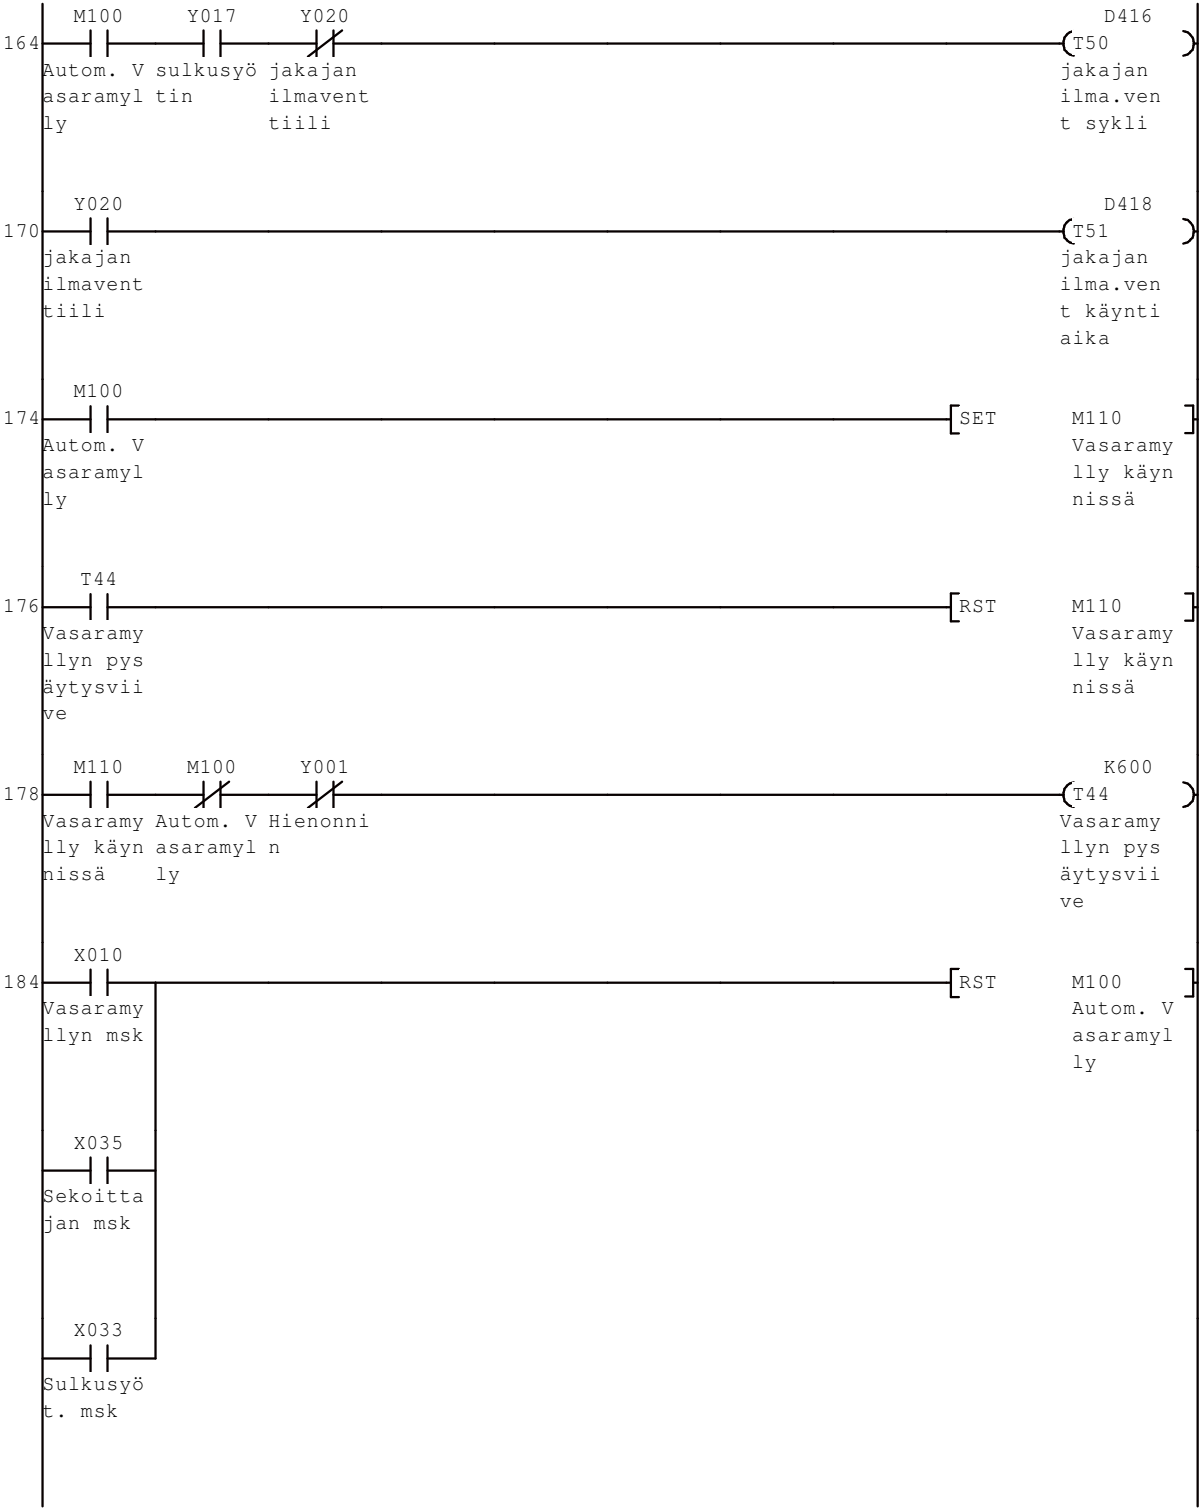 M100 Y017 Y020 D416
164 T50
Autom. V sulkusyö jakajan jakajan
asaramyl tin ilmavent ilma.ven
ly tiili t sykli
Y020 D418
170 T51
jakajan jakajan
ilmavent ilma.ven
tiili t käynti
aika
M100
174 SET M110
Autom. V Vasaramy
asaramyl lly käyn
ly nissä
T44
176 RST M110
Vasaramy Vasaramy
llyn pys lly käyn
äytysvii nissä
ve
M110 M100 Y001 K600
178 T44
Vasaramy Autom. V Hienonni Vasaramy
lly käyn asaramyl n llyn pys
nissä ly äytysvii
ve
X010
184 RST M100
Vasaramy Autom. V
llyn msk asaramyl
ly
X035
Sekoitta
jan msk
X033
Sulkusyö
t. msk